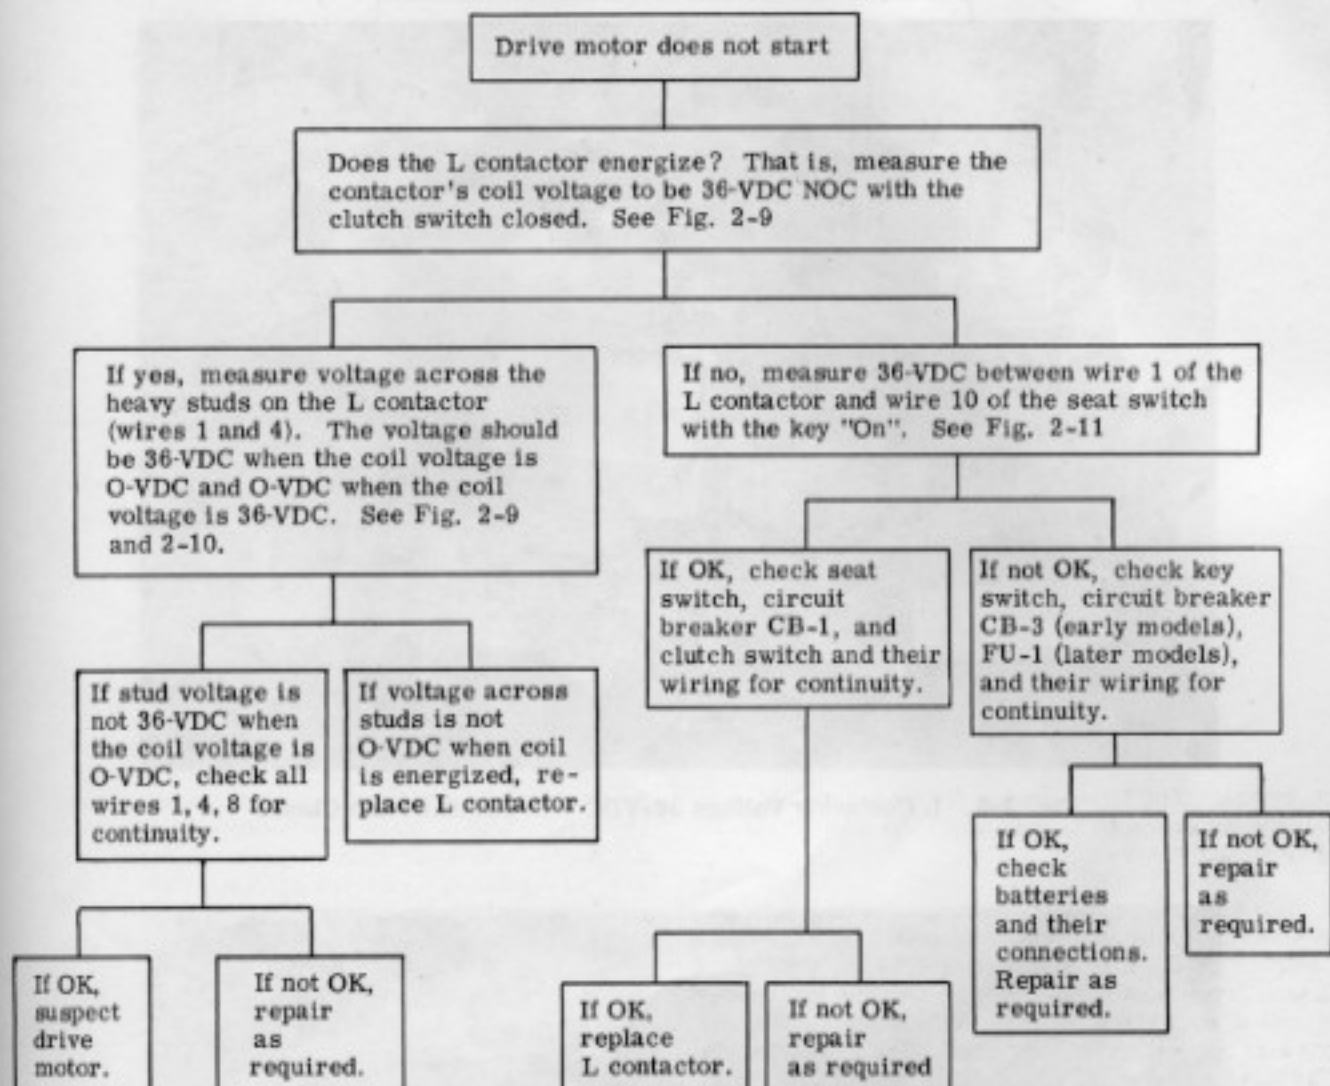 Drive motor does not start
Does the L contactor energize? That is, measure the
contactor's coil voltage to be 36-VDC NOC with the
clutch switch closed. See Fig. 2-9
If yes, measure voltage across the
heavy studs on the L contactor
(wires 1 and 4). The voltage should
be 36-VDC when the coil voltage is
O-VDC and O-VDC when the coil
voltage is 36-VDC. See Fig. 2-9
and 2-10.
If no, measure 36-VDC between wire 1 of the
L contactor and wire 10 of the seat switch
with the key "On". See Fig. 2-11
If OK, check seat
switch, circuit
breaker CB-1, and
clutch switch and their
wiring for continuity.
If not OK, check key
switch, circuit breaker
CB-3 (early models),
FU-1 (later models),
and their wiring for
continuity.
If stud voltage is
not 36-VDC when
the coil voltage is
O-VDC, check all
wires 1, 4, 8 for
continuity.
If voltage across
studs is not
O-VDC when coil
is energized, re-
place L contactor.
If OK,
check
batteries
and their
connections.
Repair as
required.
If not OK,
repair
as
required.
If OK,
suspect
drive
motor.
If not OK,
repair
as
required.
If OK,
replace
L contactor.
If not OK,
repair
as required